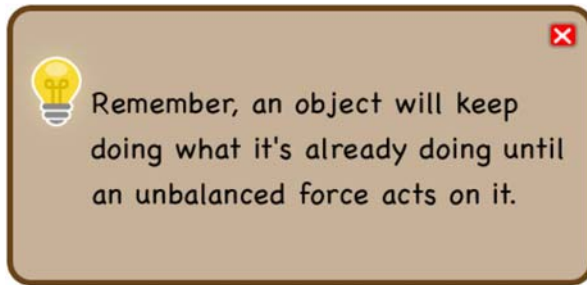 Remember, an object will keep
doing what it's already doing until
an unbalanced force acts on it.